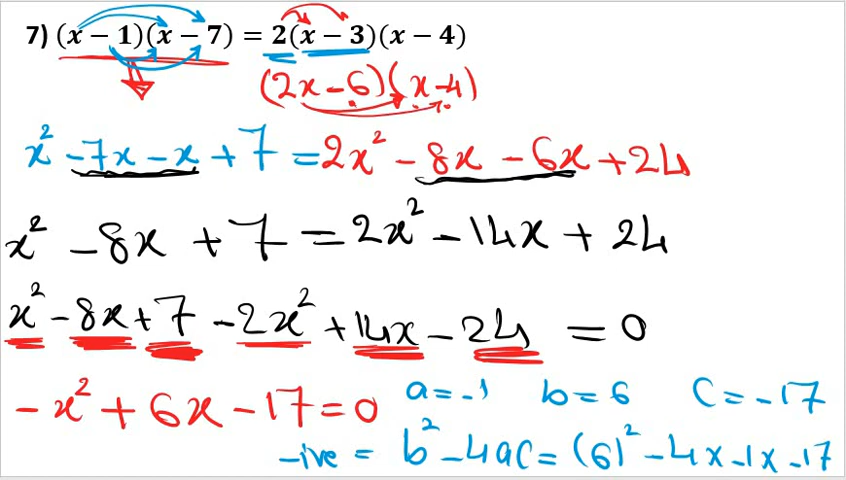 7) (x − 1)(x − 7) = 2(x − 3)(x − 4)
(2x − 6)(x − 4)
x² − 7x − x + 7 = 2x² − 8x − 6x + 24
x² − 8x + 7 = 2x² − 14x + 24
x² − 8x + 7 − 2x² + 14x − 24 = 0
− x² + 6x − 17 = 0 a = −1 b = 6 C = −17
−ive = b² − 4ac = (6)² − 4x −1x −17